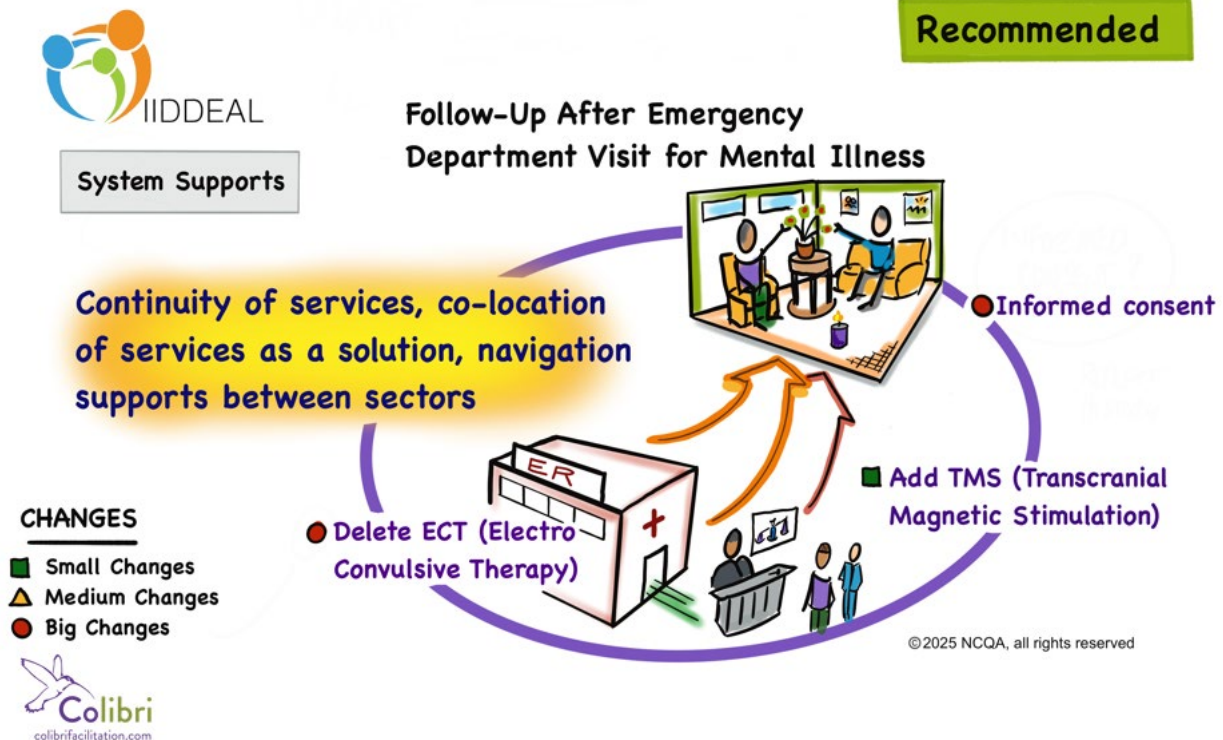 Recommended
IIDDEAL
Follow-Up After Emergency
Department Visit for Mental Illness
System Supports
Continuity of services, co-location
of services as a solution, navigation
supports between sectors
Informed consent
ER
Add TMS (Transcranial
Magnetic Stimulation)
Delete ECT (Electro
Convulsive Therapy)
CHANGES
Small Changes
Medium Changes
Big Changes
©2025 NCQA, all rights reserved
Colibri
colibrifacilitation.com